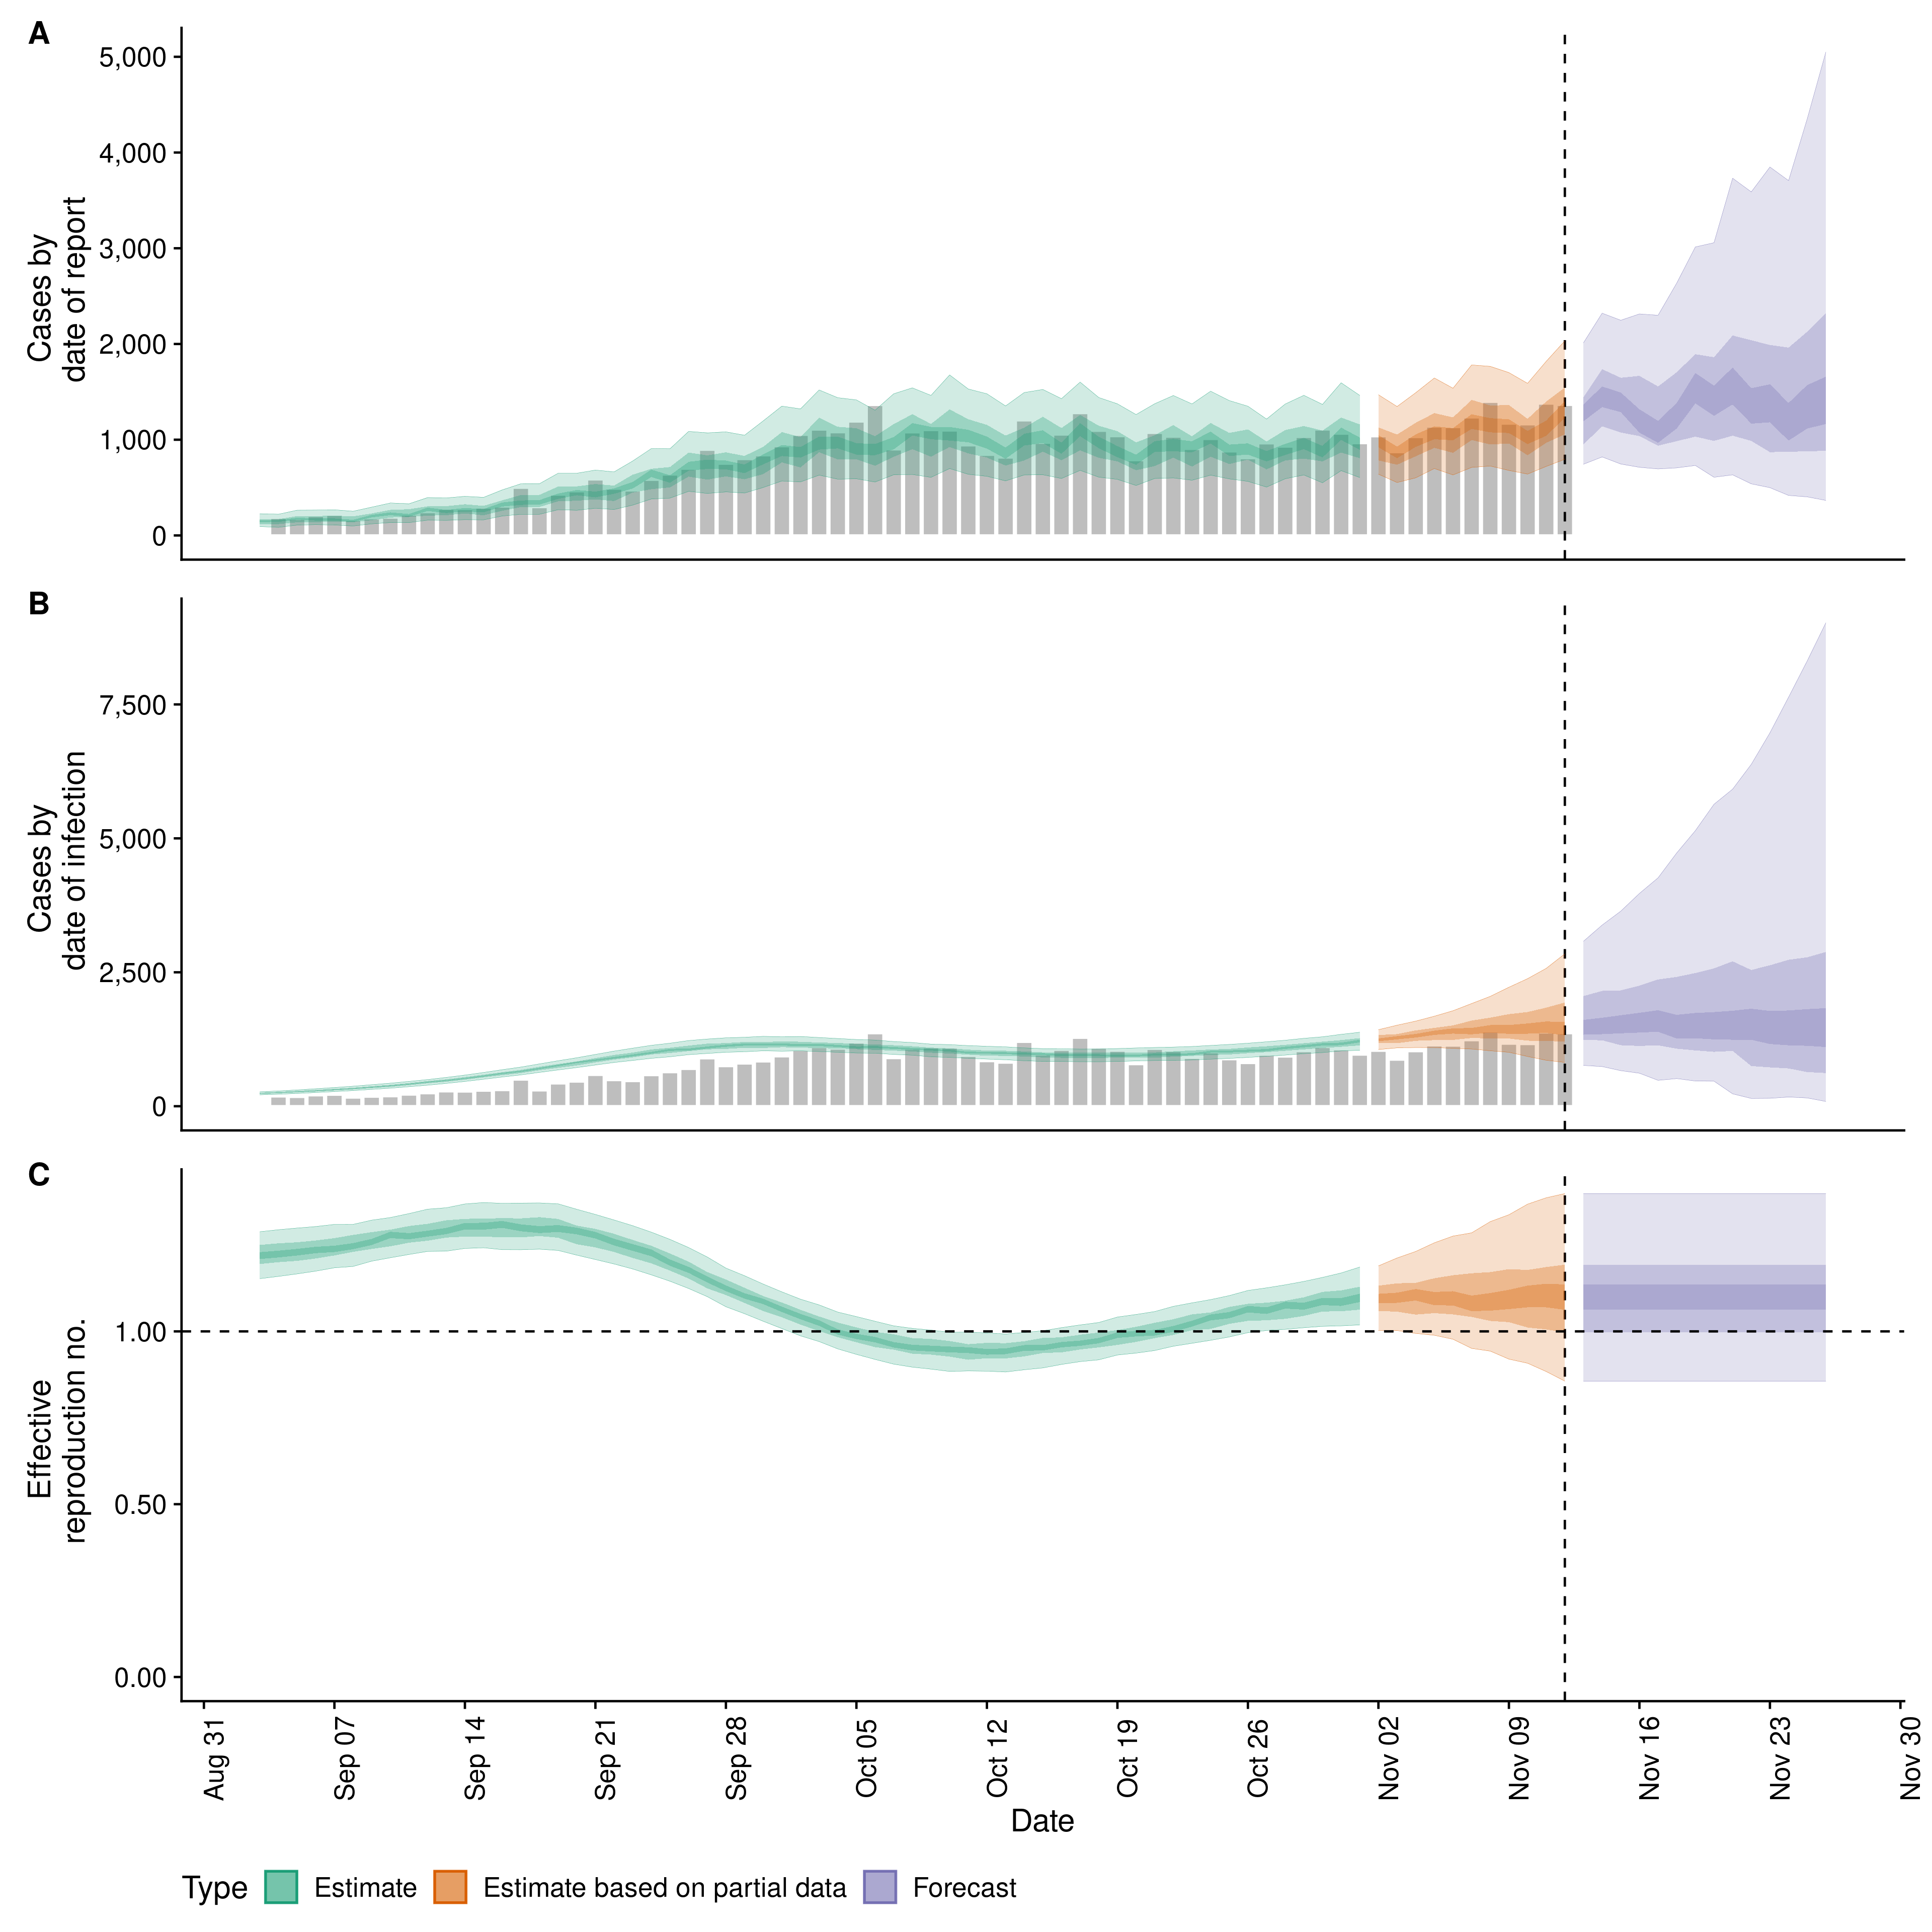 A
Cases by
date of report
5,000
4,000
3,000
2,000
1,000
0
B
Cases by
date of infection
7,500
5,000
2,500
0
C
Effective
reproduction no.
1.00
0.50
0.00
Aug 31
Sep 07
Sep 14
Sep 21
Sep 28
Oct 05
Oct 12
Oct 19
Oct 26
Nov 02
Nov 09
Nov 16
Nov 23
Nov 30
Date
Type Estimate Estimate based on partial data Forecast